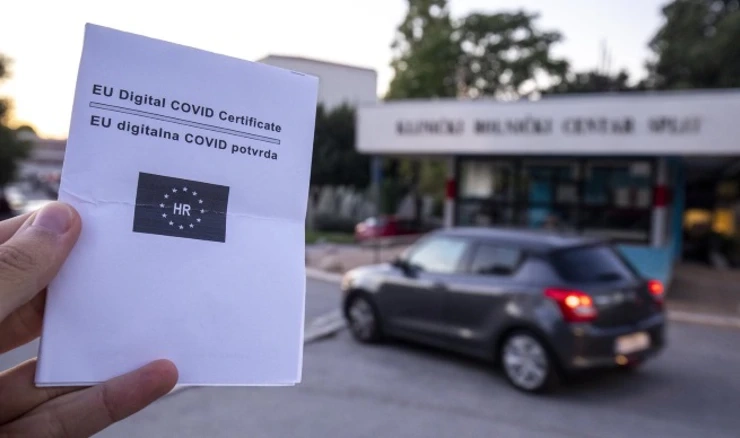 EU Digital COVID Certificate
EU digitalna COVID potvrda
HR
KLINIČKI BOLNIČKI CENTAR SPLIT